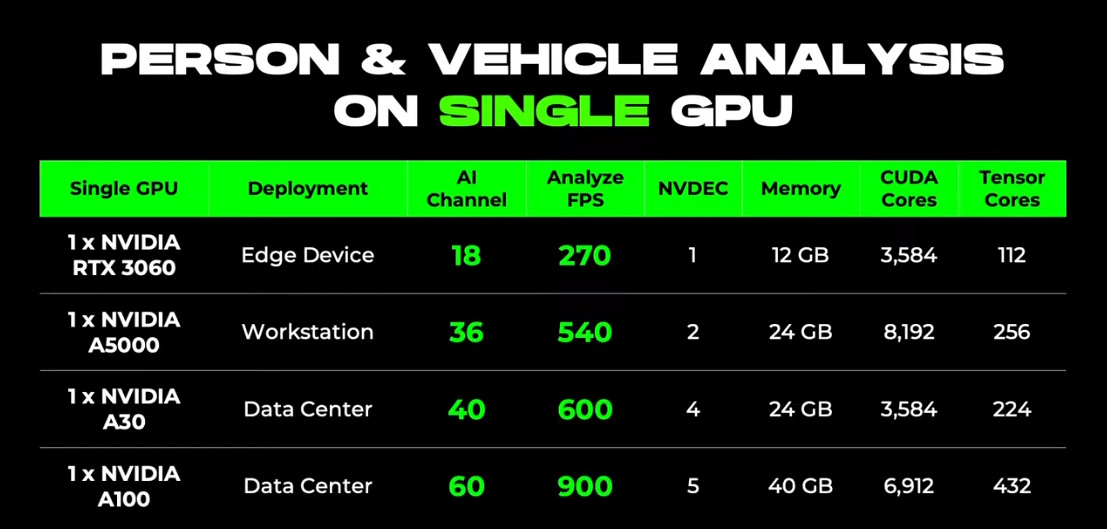 PERSON & VEHICLE ANALYSIS
ON SINGLE GPU
Single GPU Deployment AI Channel Analyze FPS NVDEC Memory CUDA Cores Tensor Cores
1 x NVIDIA RTX 3060 Edge Device 18 270 1 12 GB 3,584 112
1 x NVIDIA A5000 Workstation 36 540 2 24 GB 8,192 256
1 x NVIDIA A30 Data Center 40 600 4 24 GB 3,584 224
1 x NVIDIA A100 Data Center 60 900 5 40 GB 6,912 432